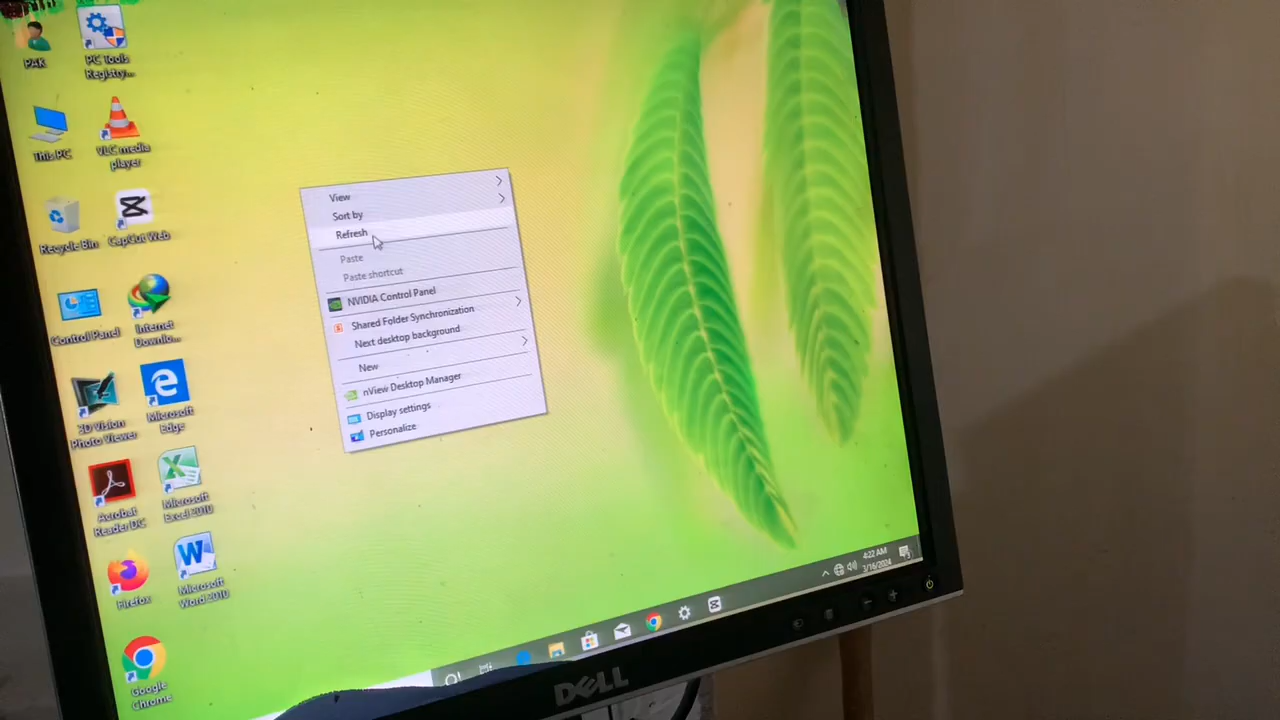 PAK
PC Tools
Registry...
This PC
VLC media
player
Recycle Bin
CapCut Web
Control Panel
Internet
Downlo...
3D Vision
Photo Viewer
Microsoft
Edge
Acrobat
Reader DC
Microsoft
Excel 2010
Firefox
Microsoft
Word 2010
Google
Chrome
View
Sort by
Refresh
Paste
Paste shortcut
NVIDIA Control Panel
Shared Folder Synchronization
Next desktop background
New
nView Desktop Manager
Display settings
Personalize
4:22 AM
3/16/2024
DELL